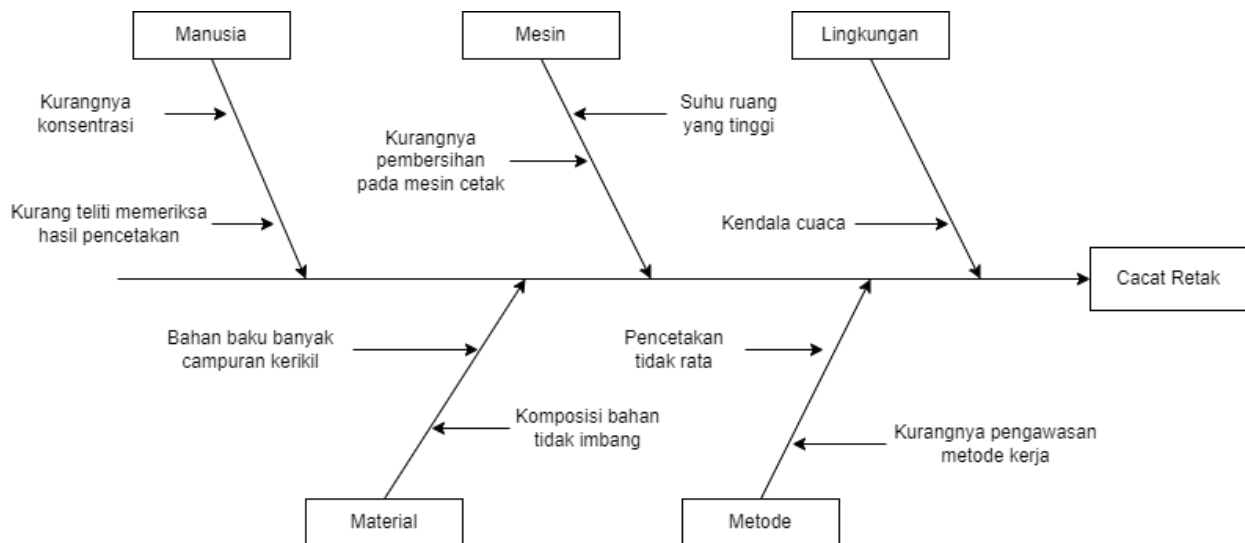 Manusia
Mesin
Lingkungan
Kurangnya
konsentrasi
Suhu ruang
yang tinggi
Kurangnya
pembersihan
pada mesin cetak
Kurang teliti memeriksa
hasil pencetakan
Kendala cuaca
Cacat Retak
Bahan baku banyak
campuran kerikil
Pencetakan
tidak rata
Komposisi bahan
tidak imbang
Kurangnya pengawasan
metode kerja
Material
Metode